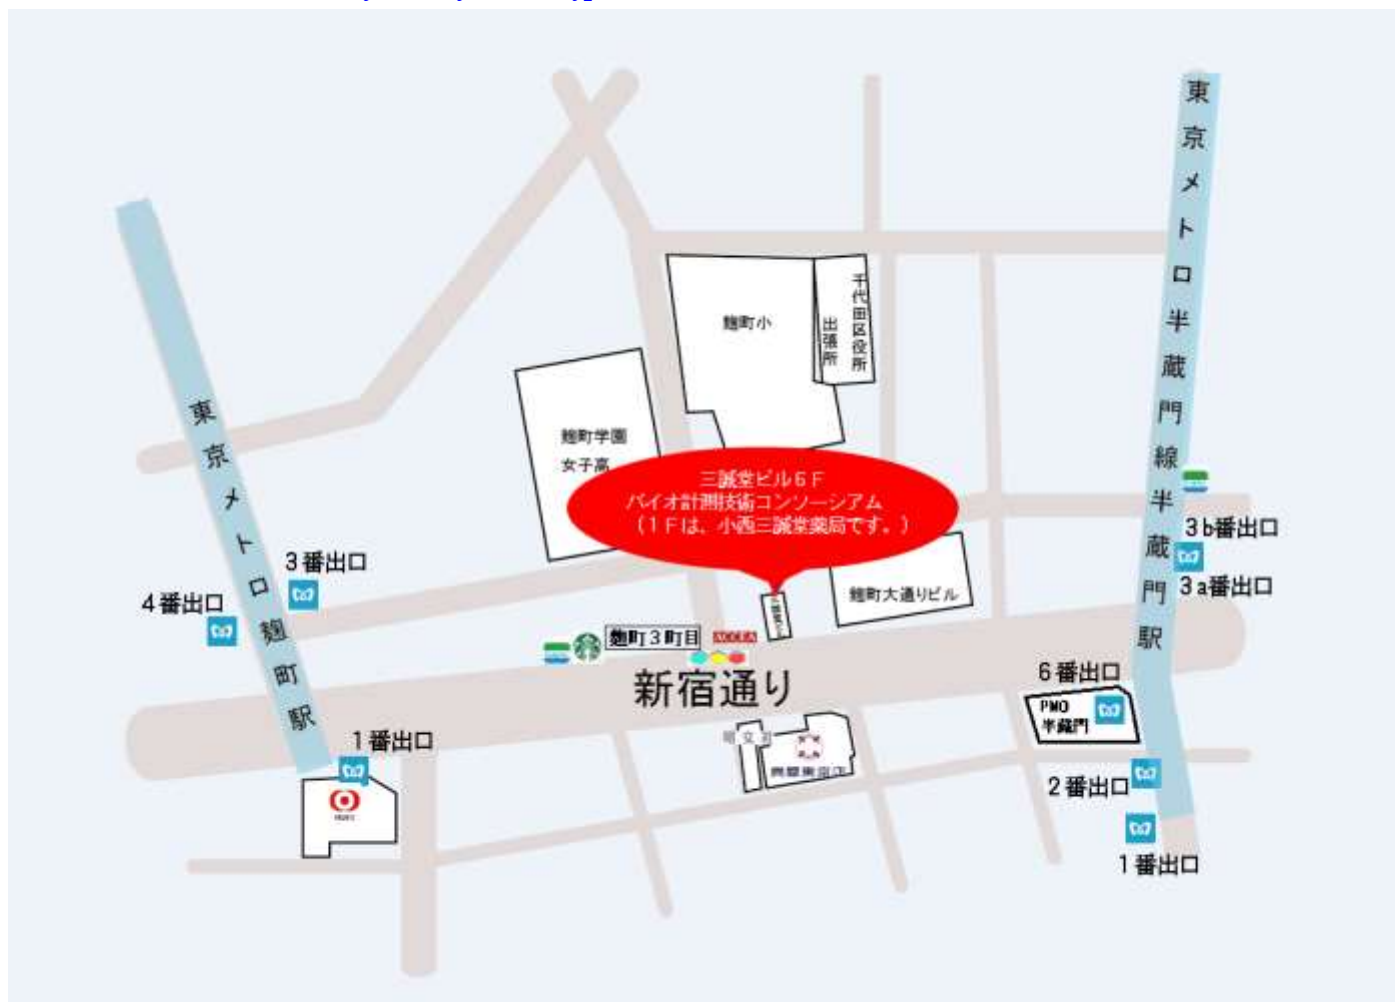 東京メトロ半蔵門線半蔵門駅
千代田区役所
出張所
麹町小
麹町学園
女子高
三誠堂ビル6F
バイオ計測技術コンソーシアム
（1Fは、小西三誠堂薬局です。）
東京メトロ麹町駅
3番出口
4番出口
3b番出口
3a番出口
麹町大通りビル
麹町3町目
新宿通り
6番出口
PMO
半蔵門
1番出口
2番出口
1番出口